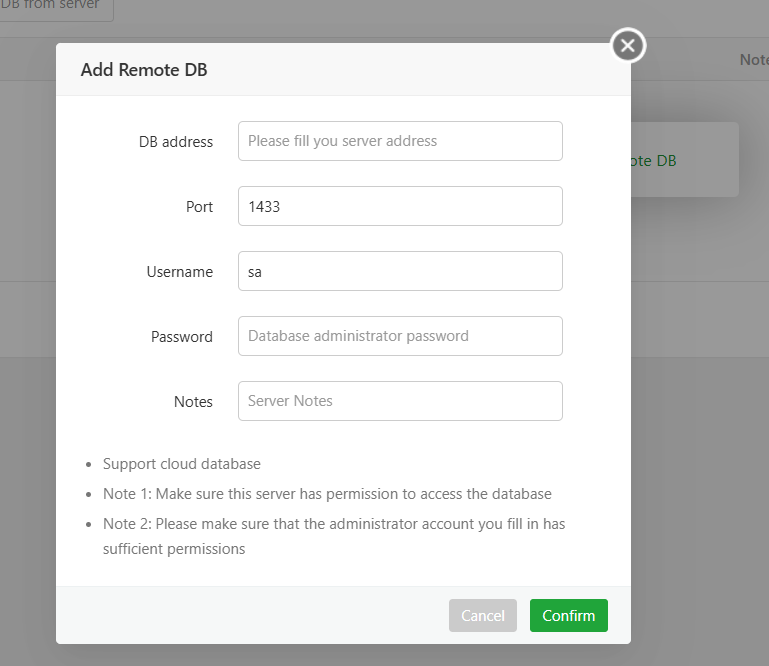 DB from server
Note
Add Remote DB
DB address
Please fill you server address
ote DB
Port
1433
Username
sa
Password
Database administrator password
Notes
Server Notes
Support cloud database
Note 1: Make sure this server has permission to access the database
Note 2: Please make sure that the administrator account you fill in has
sufficient permissions
Cancel
Confirm